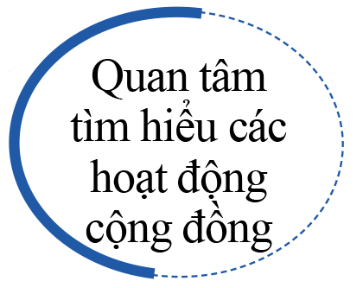 Quan tâm
tìm hiểu các
hoạt động
cộng đồng